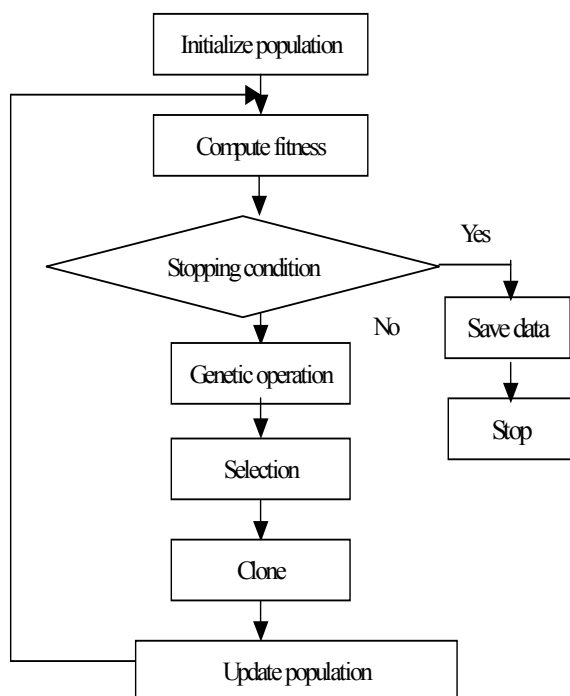 Initialize population
Compute fitness
Yes
Stopping condition
No
Save data
Genetic operation
Stop
Selection
Clone
Update population